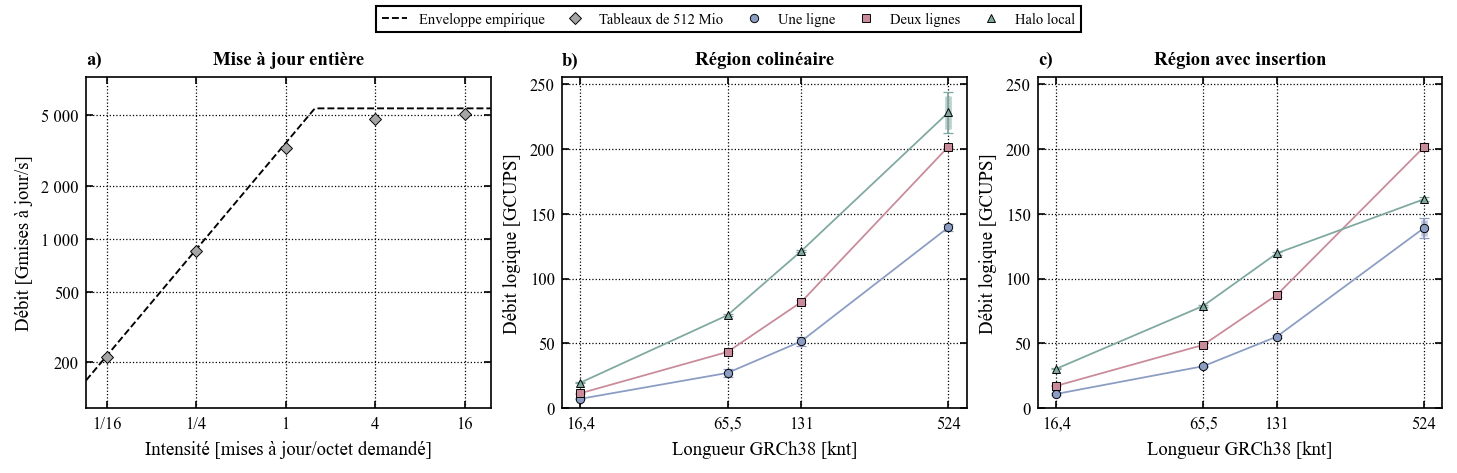 Enveloppe empirique Tableaux de 512 Mio Une ligne Deux lignes Halo local
a) Mise à jour entière
5 000
2 000
1 000
500
200
1/16 1/4 1 4 16
Débit [Gmises à jour/s]
Intensité [mises à jour/octet demandé]
b) Région colinéaire
250
200
150
100
50
0
16,4 65,5 131 524
Débit logique [GCUPS]
Longueur GRCh38 [knt]
c) Région avec insertion
250
200
150
100
50
0
16,4 65,5 131 524
Débit logique [GCUPS]
Longueur GRCh38 [knt]